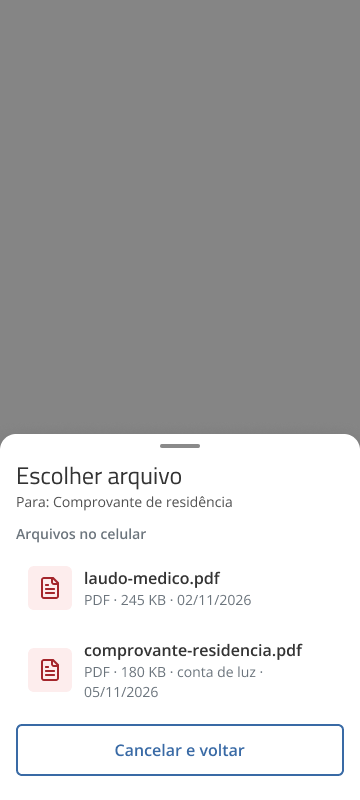 Escolher arquivo
Para: Comprovante de residência
Arquivos no celular
laudo-medico.pdf
PDF · 245 KB · 02/11/2026
comprovante-residencia.pdf
PDF · 180 KB · conta de luz ·
05/11/2026
Cancelar e voltar